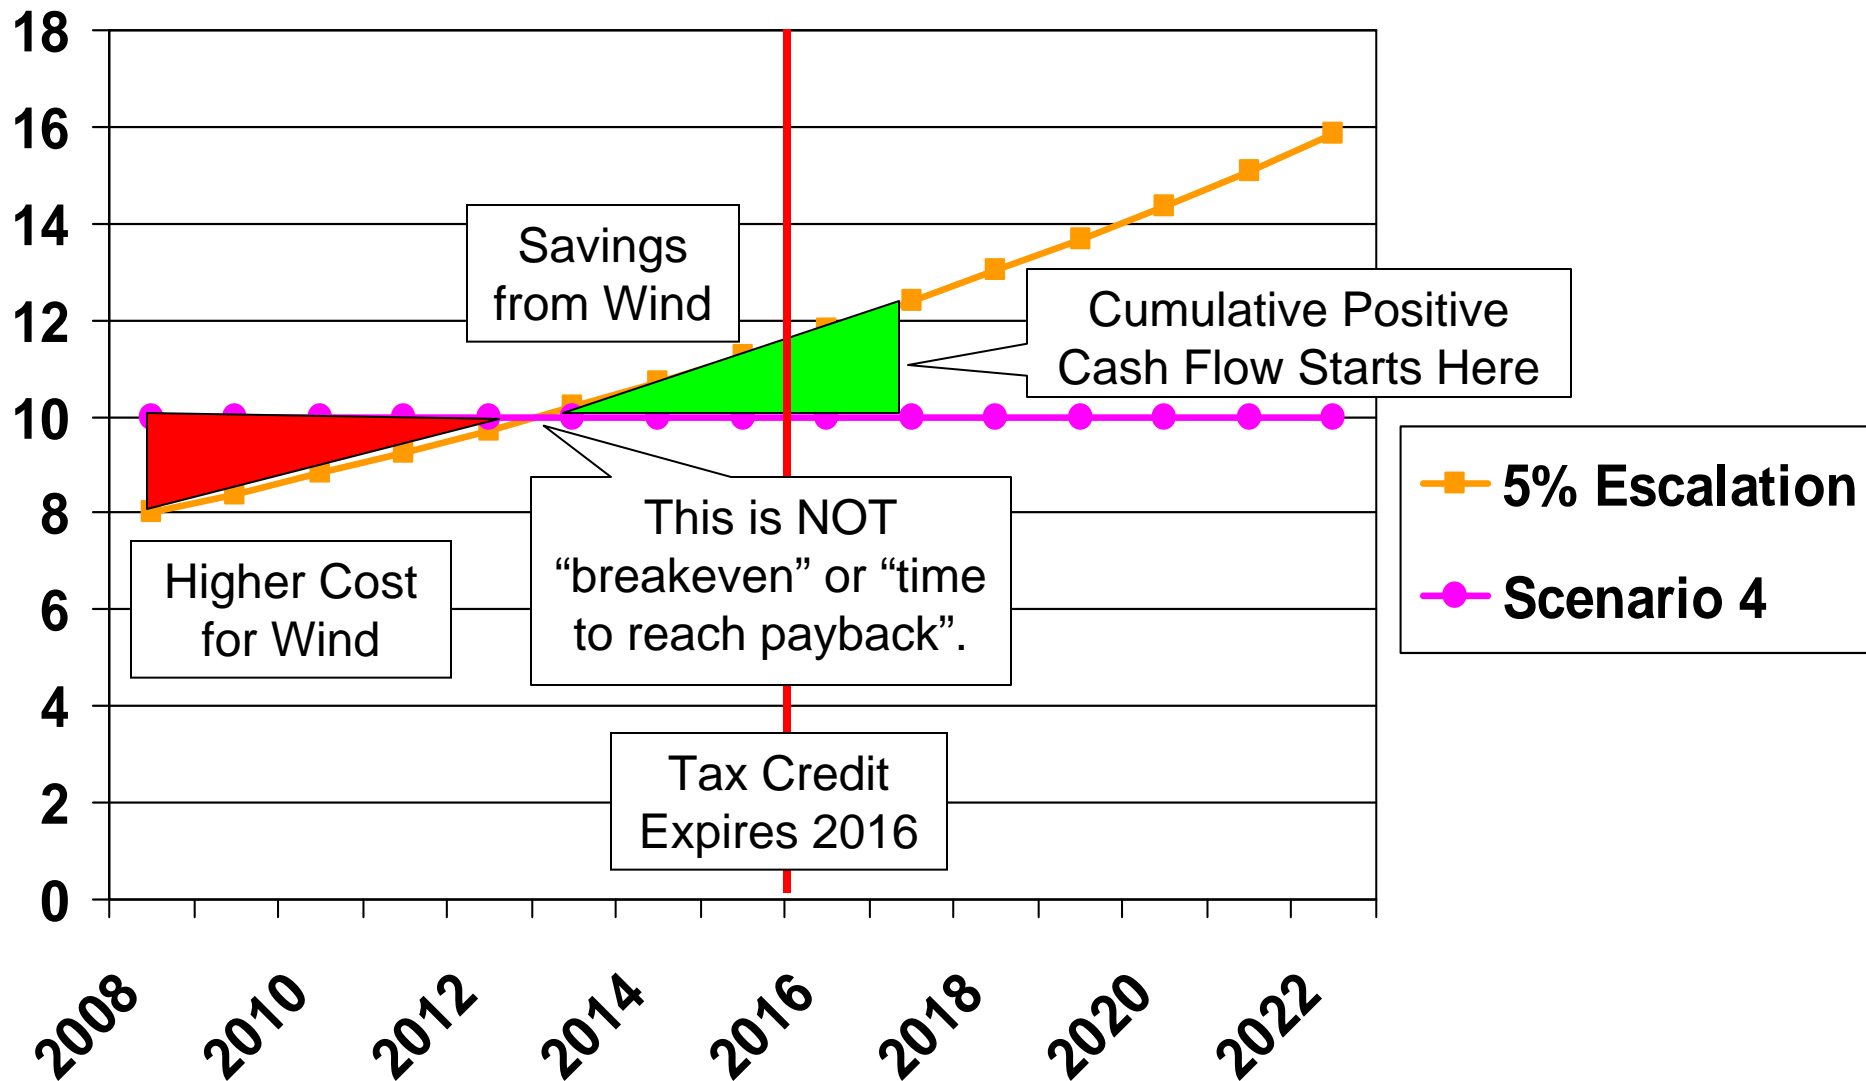 18
16
14
12
10
8
6
4
2
0
Savings
from Wind
Cumulative Positive
Cash Flow Starts Here
Higher Cost
for Wind
This is NOT
“breakeven” or “time
to reach payback”.
Tax Credit
Expires 2016
5% Escalation
Scenario 4
2008
2010
2012
2014
2016
2018
2020
2022